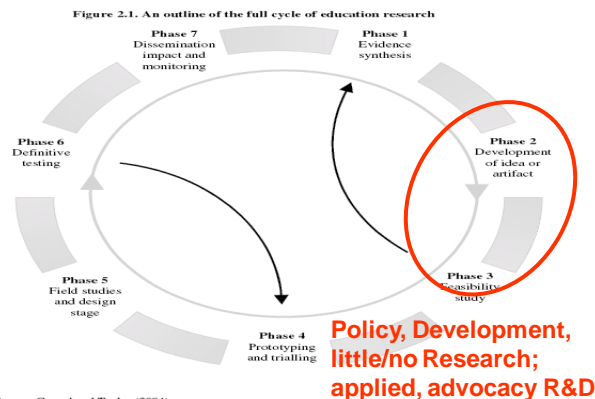 Figure 2.1. An outline of the full cycle of education research
Phase 7
Dissemination
impact and
monitoring
Phase 1
Evidence
synthesis
Phase 6
Definitive
testing
Phase 2
Development
of idea or
artifact
Phase 5
Field studies
and design
stage
Phase 3
Feasibility
study
Phase 4
Prototyping
and trialling
Policy, Development,
little/no Research;
applied, advocacy R&D